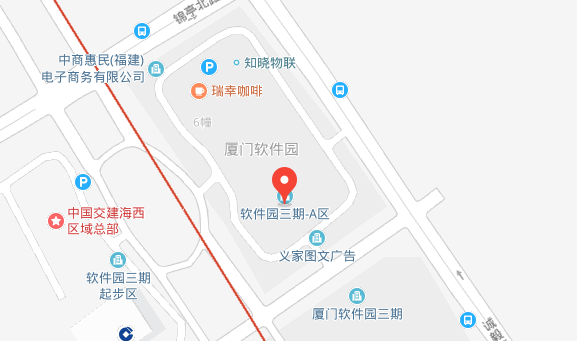 锦亭北路
中商惠民(福建)
电子商务有限公司
P
知晓物联
瑞幸咖啡
6幢
厦门软件园
P
中国交建海西
区域总部
软件园三期-A区
义家图文广告
软件园三期
起步区
厦门软件园三期
诚毅